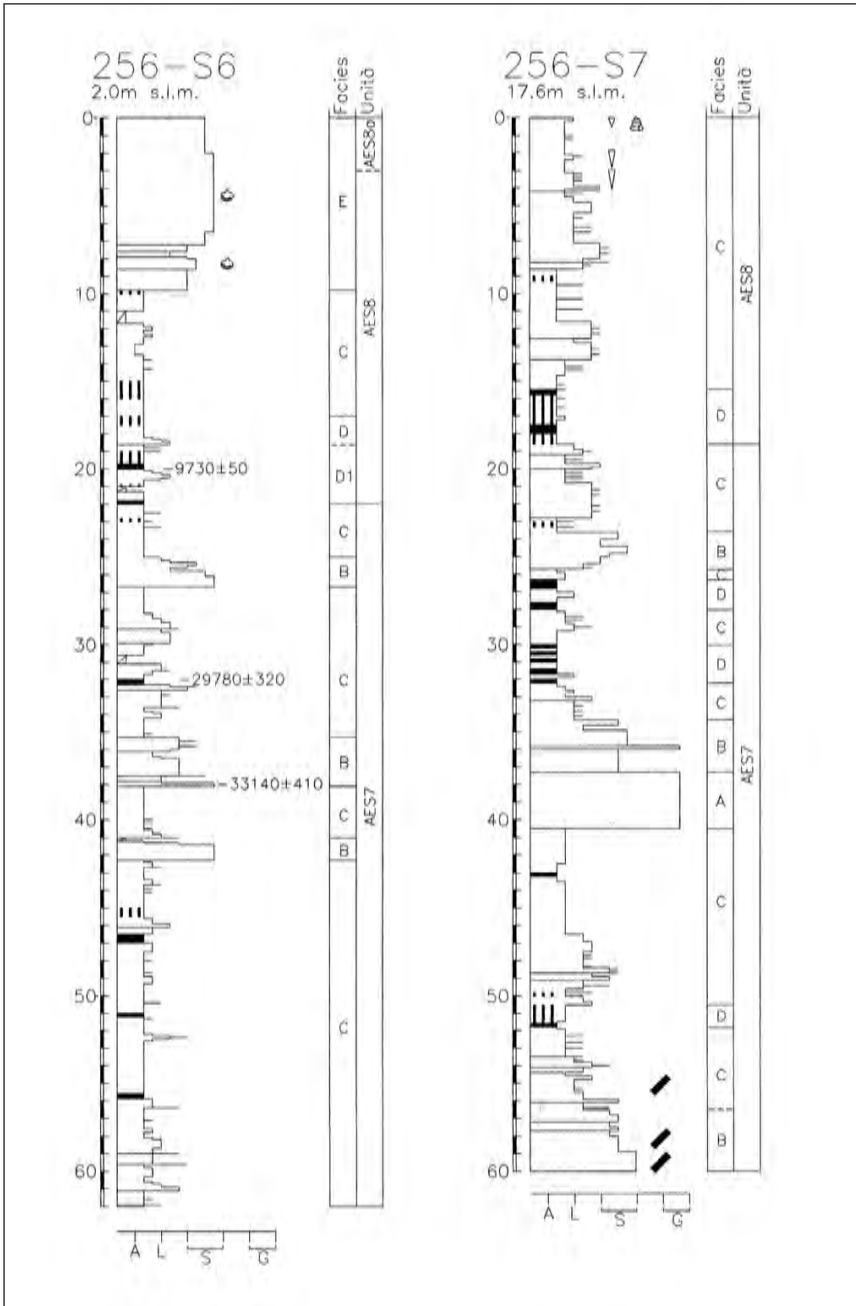 256-S6
2.0m s.l.m.
Facies
Unità
0
10
20
30
40
50
60
-9730±50
-29780±320
-33140±410
E
C
D
D1
C
B
C
B
C
B
C
AES8a
AES8
AES7
A L S G
256-S7
17.6m s.l.m.
Facies
Unità
0
10
20
30
40
50
60
C
D
C
B
C
D
C
D
C
B
A
C
D
C
B
AES8
AES7
A L S G